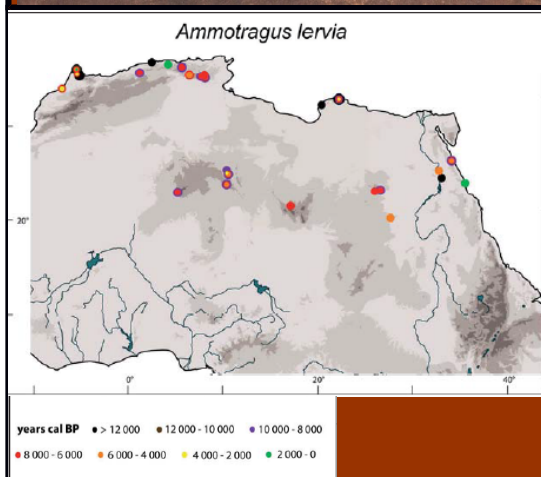 Ammotragus lervia
20°
0°
20°
40°
years cal BP
> 12 000
12 000 - 10 000
10 000 - 8 000
8 000 - 6 000
6 000 - 4 000
4 000 - 2 000
2 000 - 0